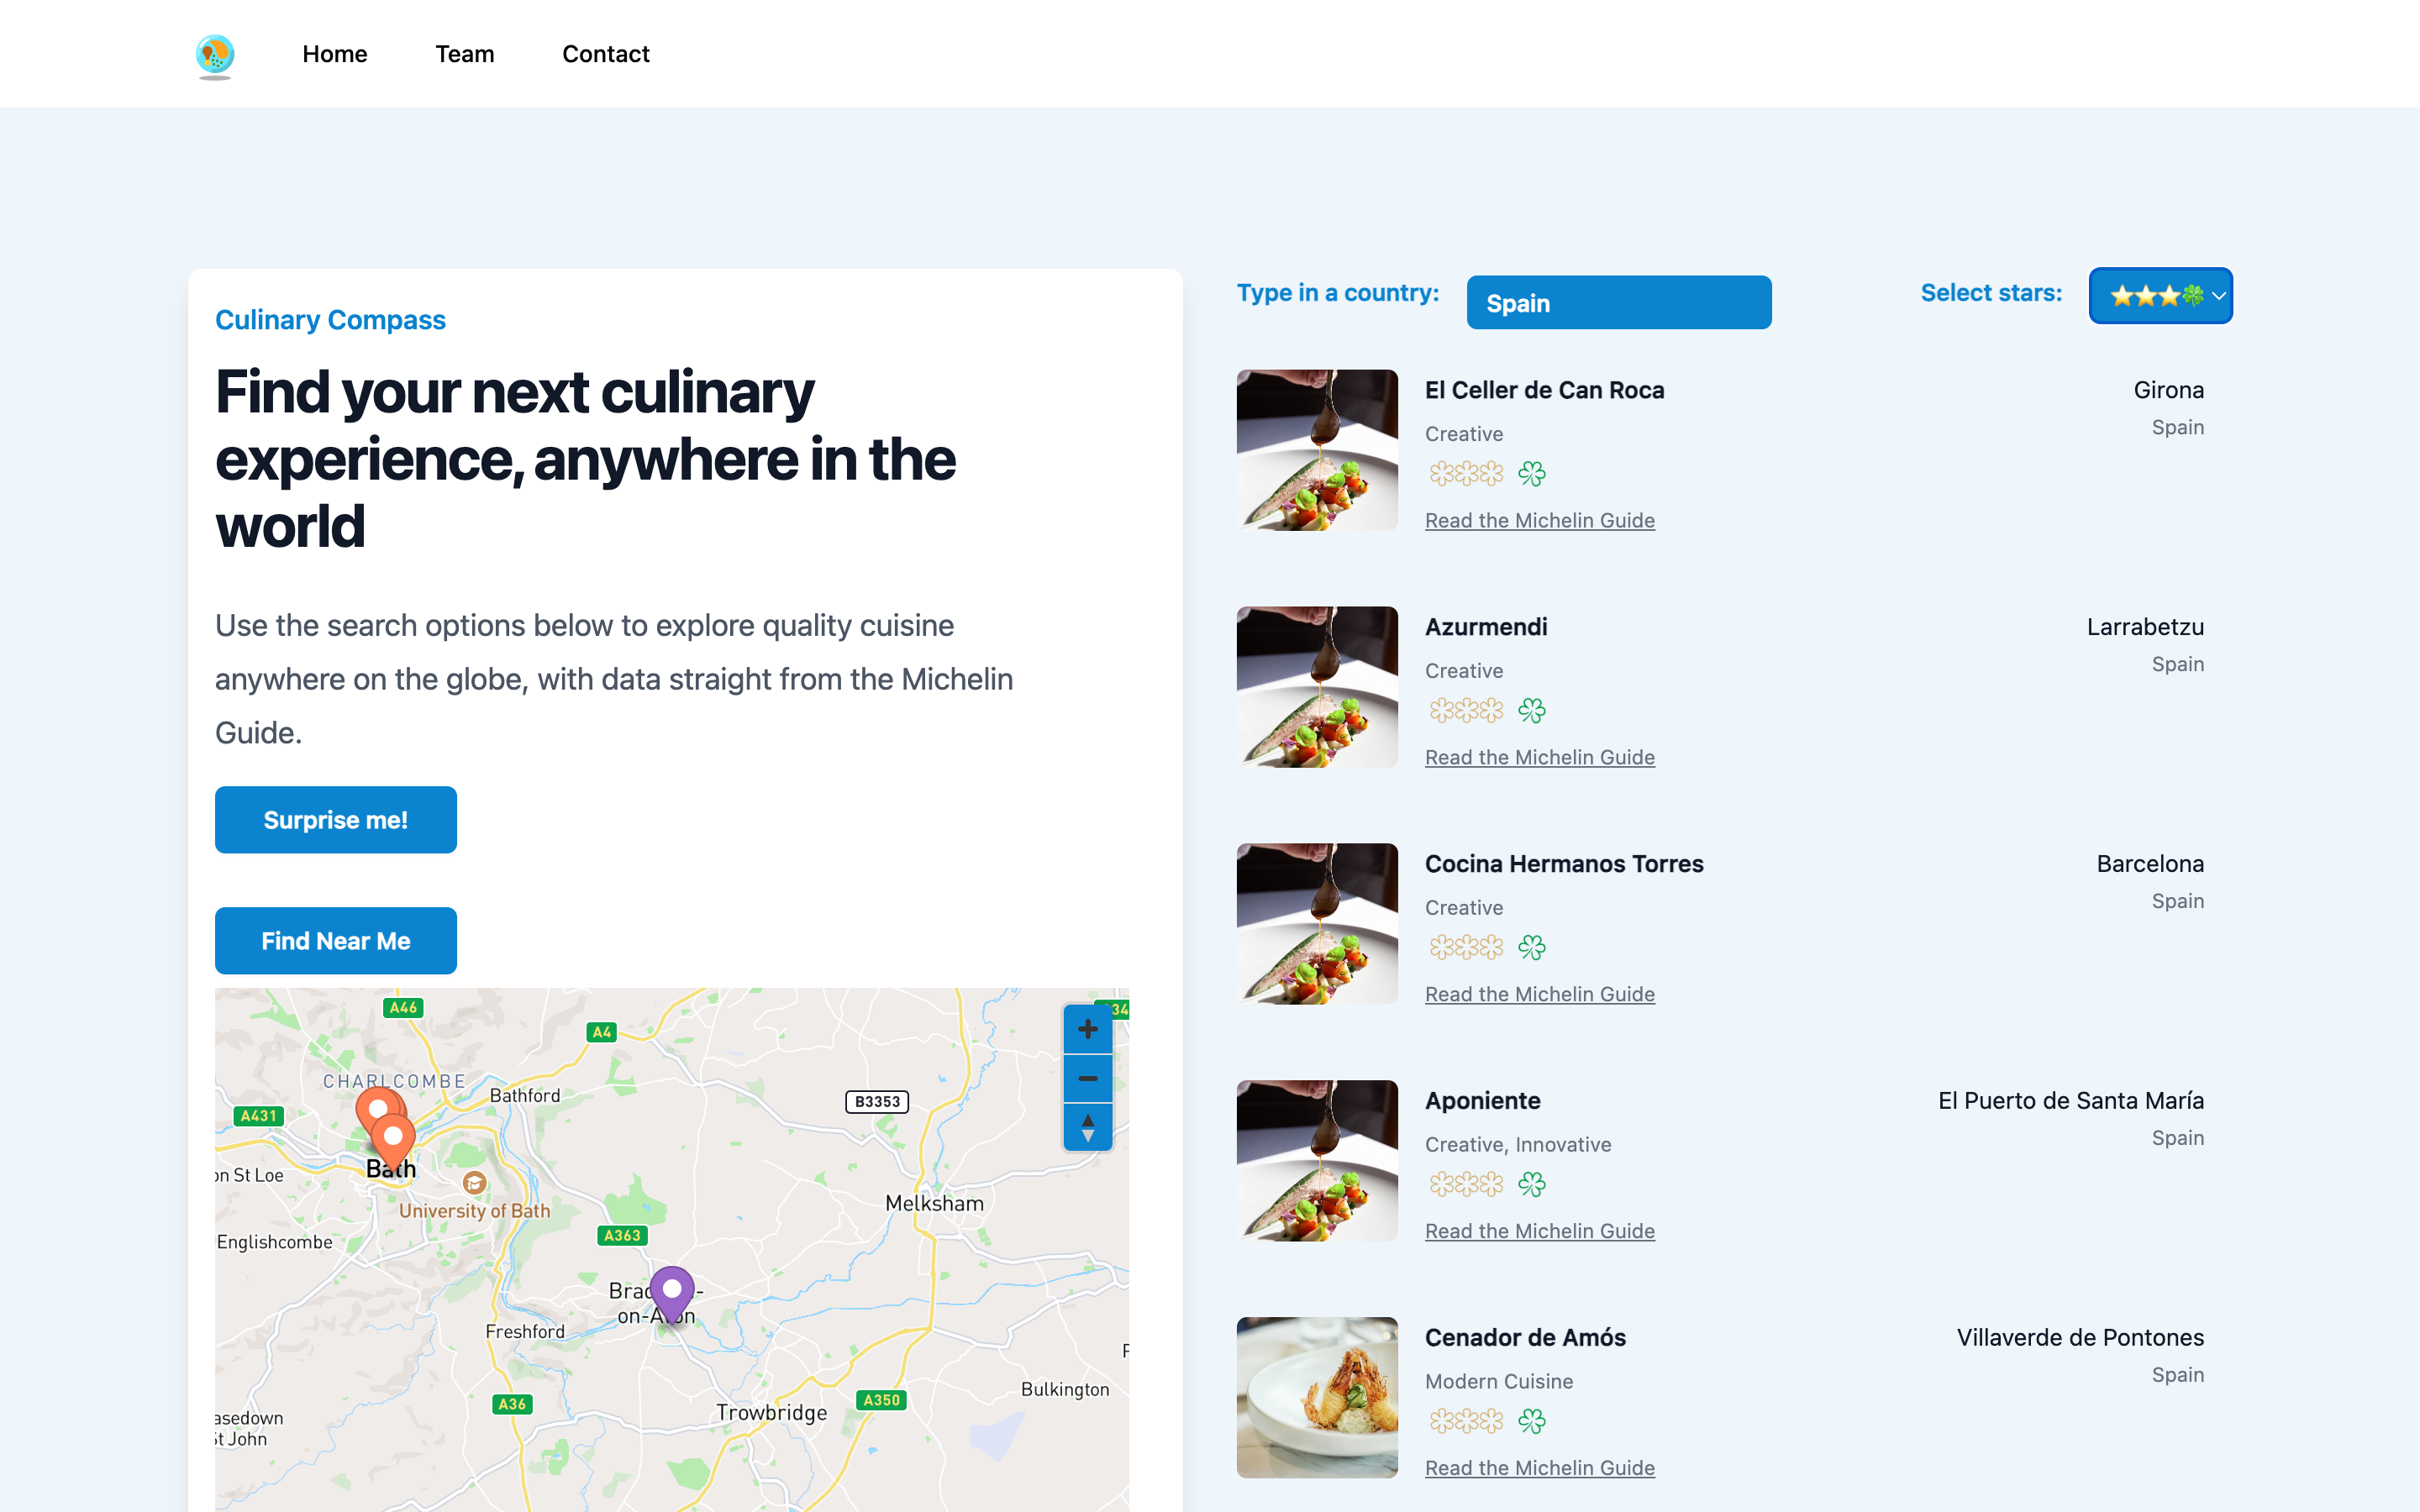 Home Team Contact
Culinary Compass
Find your next culinary
experience, anywhere in the
world
Use the search options below to explore quality cuisine
anywhere on the globe, with data straight from the Michelin
Guide.
Surprise me!
Find Near Me
A46
A4
A34
CHARLCOMBE
Bathford
B3353
A431
Bath
on St Loe
University of Bath
Melksham
Englishcombe
A363
on-Avon
Freshford
Bulkington
A36
A350
Trowbridge
St John
Type in a country: Spain Select stars: ⭐⭐⭐🍀
El Celler de Can Roca Girona
Creative Spain
Read the Michelin Guide
Azurmendi Larrabetzu
Creative Spain
Read the Michelin Guide
Cocina Hermanos Torres Barcelona
Creative Spain
Read the Michelin Guide
Aponiente El Puerto de Santa María
Creative, Innovative Spain
Read the Michelin Guide
Cenador de Amós Villaverde de Pontones
Modern Cuisine Spain
Read the Michelin Guide